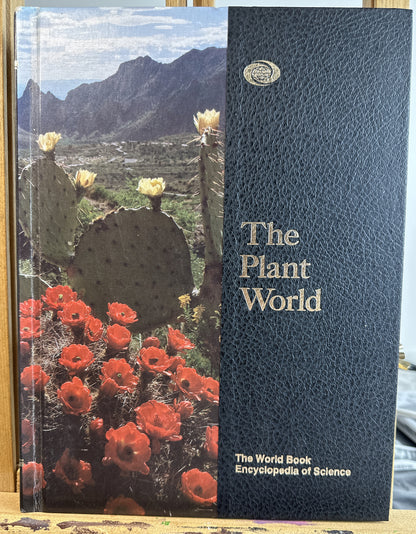 The
Plant
World
The World Book
Encyclopedia of Science